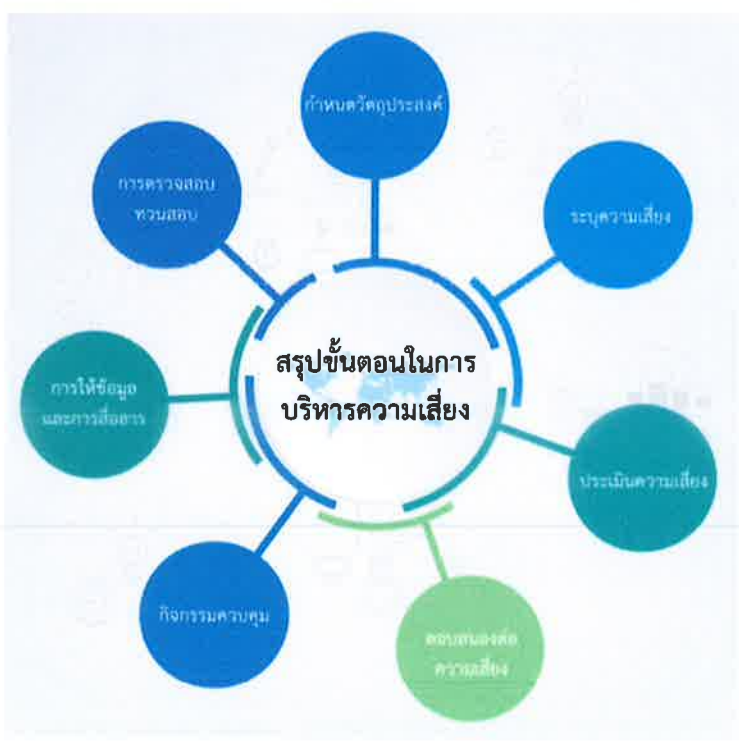 สรุปขั้นตอนในการ
บริหารความเสี่ยง
กำหนดวัตถุประสงค์
ระบุความเสี่ยง
ประเมินความเสี่ยง
ตอบสนองต่อ
ความเสี่ยง
กิจกรรมควบคุม
การให้ข้อมูล
และการสื่อสาร
การตรวจสอบ
ทวนสอบ